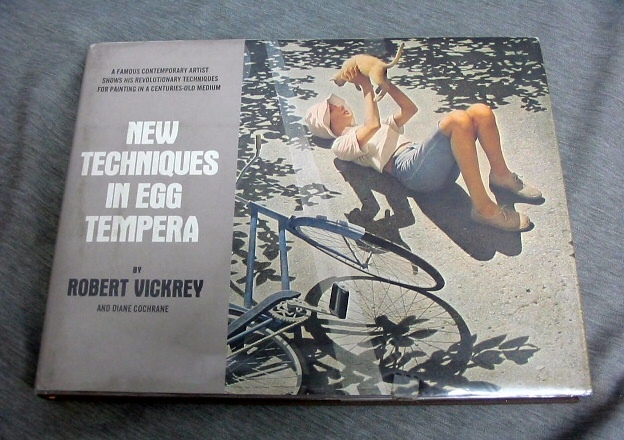 A FAMOUS CONTEMPORARY ARTIST
SHOWS HIS REVOLUTIONARY TECHNIQUES
FOR PAINTING IN A CENTURIES-OLD MEDIUM
NEW
TECHNIQUES
IN EGG
TEMPERA
BY
ROBERT VICKREY
AND DIANE COCHRANE